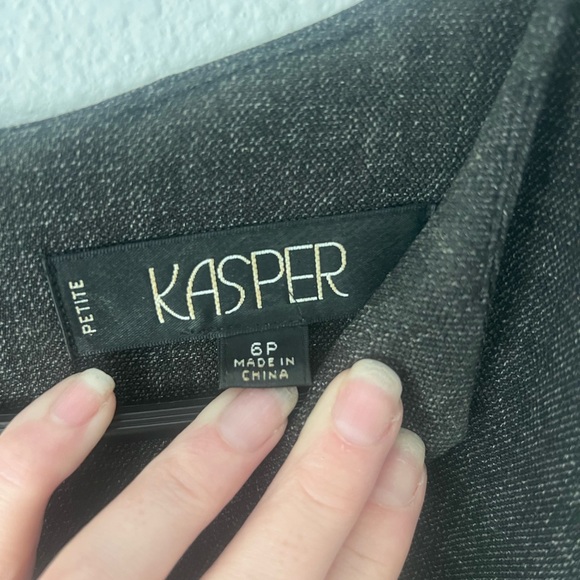 PETITE
KASPER
6P
MADE IN
CHINA